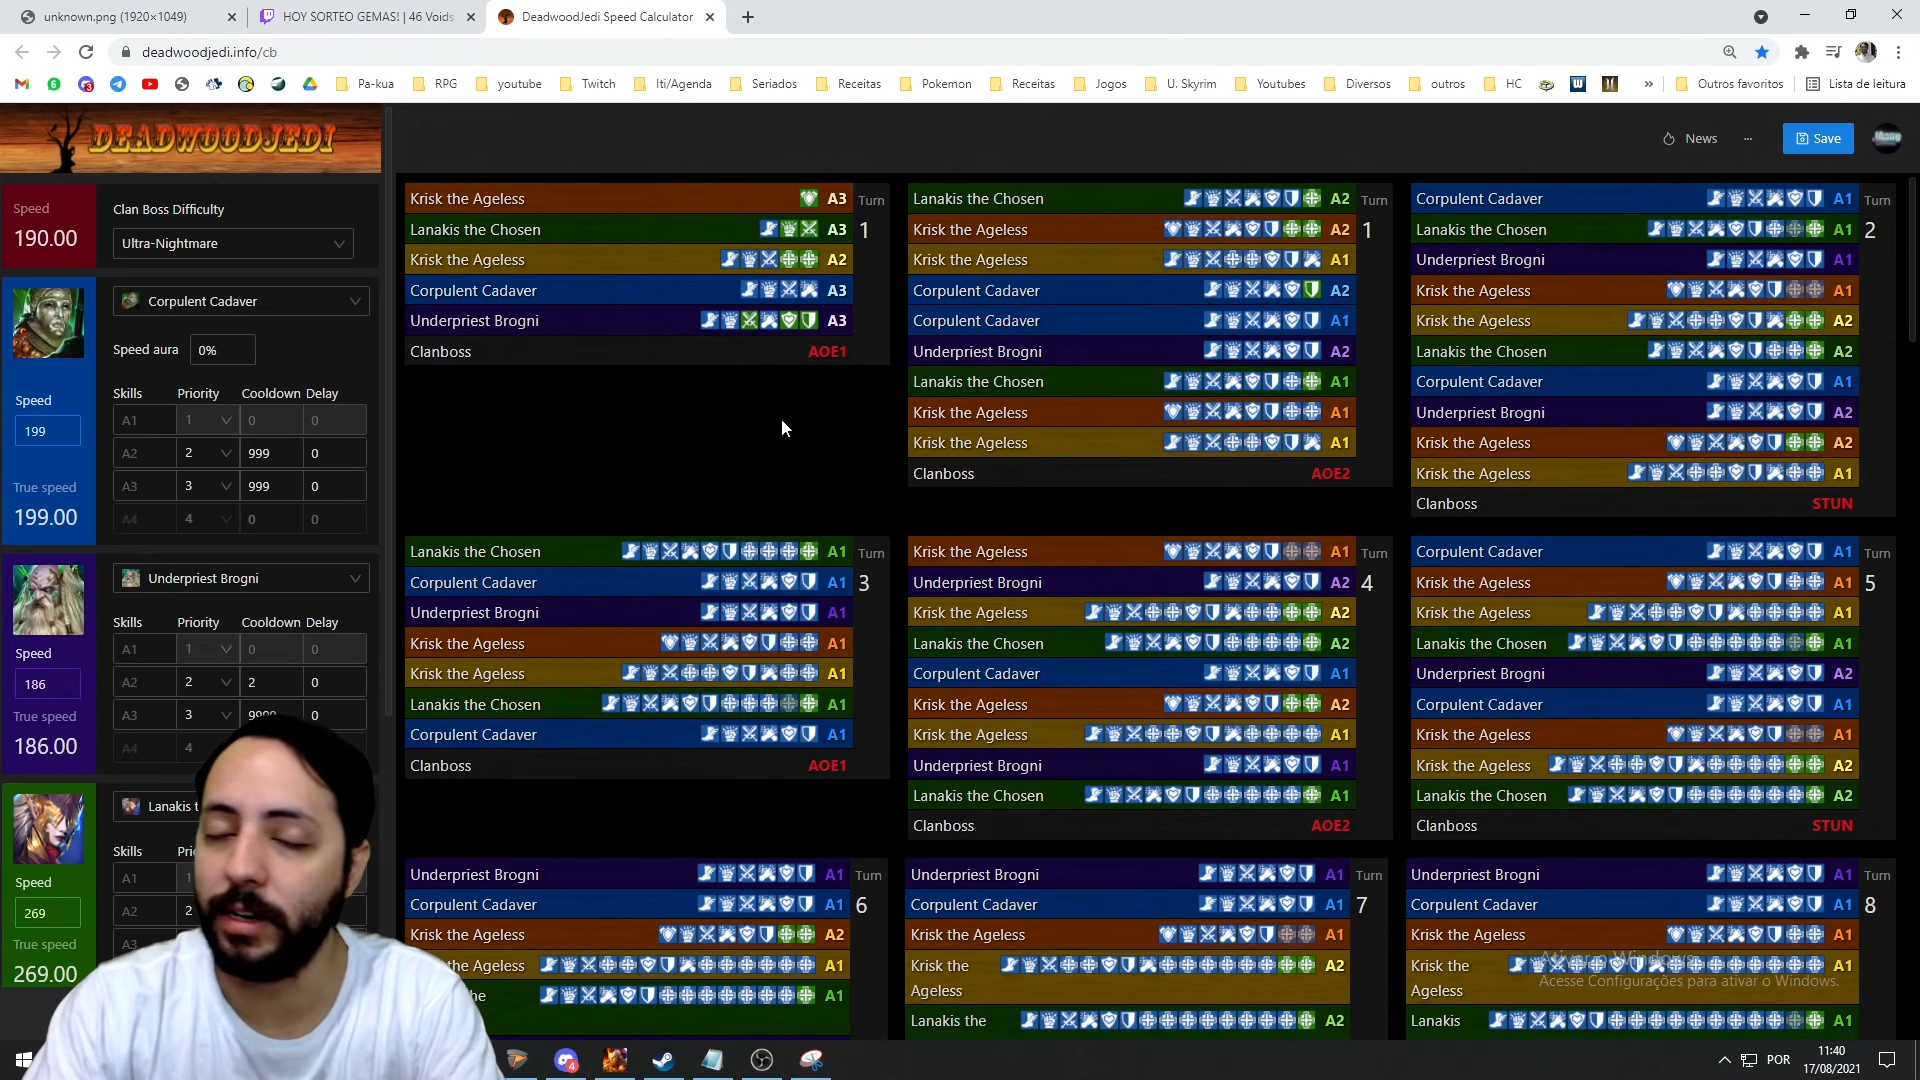 unknown.png (1920×1049)
HOY SORTEO GEMAS! | 46 Voids
DeadwoodJedi Speed Calculator
deadwoodjedi.info/cb
Pa-kua
RPG
youtube
Twitch
Iti/Agenda
Seriados
Receitas
Pokemon
Receitas
Jogos
U. Skyrim
Youtubes
Diversos
outros
HC
»
Outros favoritos
Lista de leitura
DEADWOODJEDI
News
...
Save
Speed
190.00
Clan Boss Difficulty
Ultra-Nightmare
Corpulent Cadaver
Speed aura 0%
Speed
199
True speed
199.00
Skills Priority Cooldown Delay
A1 1 0 0
A2 2 999 0
A3 3 999 0
A4 4 0 0
Underpriest Brogni
Speed
186
True speed
186.00
Skills Priority Cooldown Delay
A1 1 0 0
A2 2 2 0
A3 3 9999 0
A4 4
Lanakis t
Speed
269
True speed
269.00
Skills Pri
A1 1
A2 2
A3
Krisk the Ageless A3 Turn
Lanakis the Chosen A3 1
Krisk the Ageless A2
Corpulent Cadaver A3
Underpriest Brogni A3
Clanboss AOE1
Lanakis the Chosen A2 Turn
Krisk the Ageless A2 1
Krisk the Ageless A1
Corpulent Cadaver A2
Corpulent Cadaver A1
Underpriest Brogni A2
Lanakis the Chosen A1
Krisk the Ageless A1
Krisk the Ageless A1
Clanboss AOE2
Corpulent Cadaver A1 Turn
Lanakis the Chosen A1 2
Underpriest Brogni A1
Krisk the Ageless A1
Krisk the Ageless A2
Lanakis the Chosen A2
Corpulent Cadaver A1
Underpriest Brogni A2
Krisk the Ageless A2
Krisk the Ageless A1
Clanboss STUN
Lanakis the Chosen A1 Turn
Corpulent Cadaver A1 3
Underpriest Brogni A1
Krisk the Ageless A1
Krisk the Ageless A1
Lanakis the Chosen A1
Corpulent Cadaver A1
Clanboss AOE1
Krisk the Ageless A1 Turn
Underpriest Brogni A2 4
Krisk the Ageless A2
Lanakis the Chosen A2
Corpulent Cadaver A1
Krisk the Ageless A2
Krisk the Ageless A1
Underpriest Brogni A1
Lanakis the Chosen A1
Clanboss AOE2
Corpulent Cadaver A1 Turn
Krisk the Ageless A1 5
Krisk the Ageless A1
Lanakis the Chosen A1
Underpriest Brogni A2
Corpulent Cadaver A1
Krisk the Ageless A1
Krisk the Ageless A2
Lanakis the Chosen A2
Clanboss STUN
Underpriest Brogni A1 Turn
Corpulent Cadaver A1 6
Krisk the Ageless A2
the Ageless A1
he A1
Underpriest Brogni A1 Turn
Corpulent Cadaver A1 7
Krisk the Ageless A1
Krisk the Ageless A2
Lanakis the A2
Underpriest Brogni A1 Turn
Corpulent Cadaver A1 8
Krisk the Ageless A1
Krisk the Ageless A1
Lanakis A1
Ativar o Windows
Acesse Configurações para ativar o Windows.
POR
11:40
17/08/2021